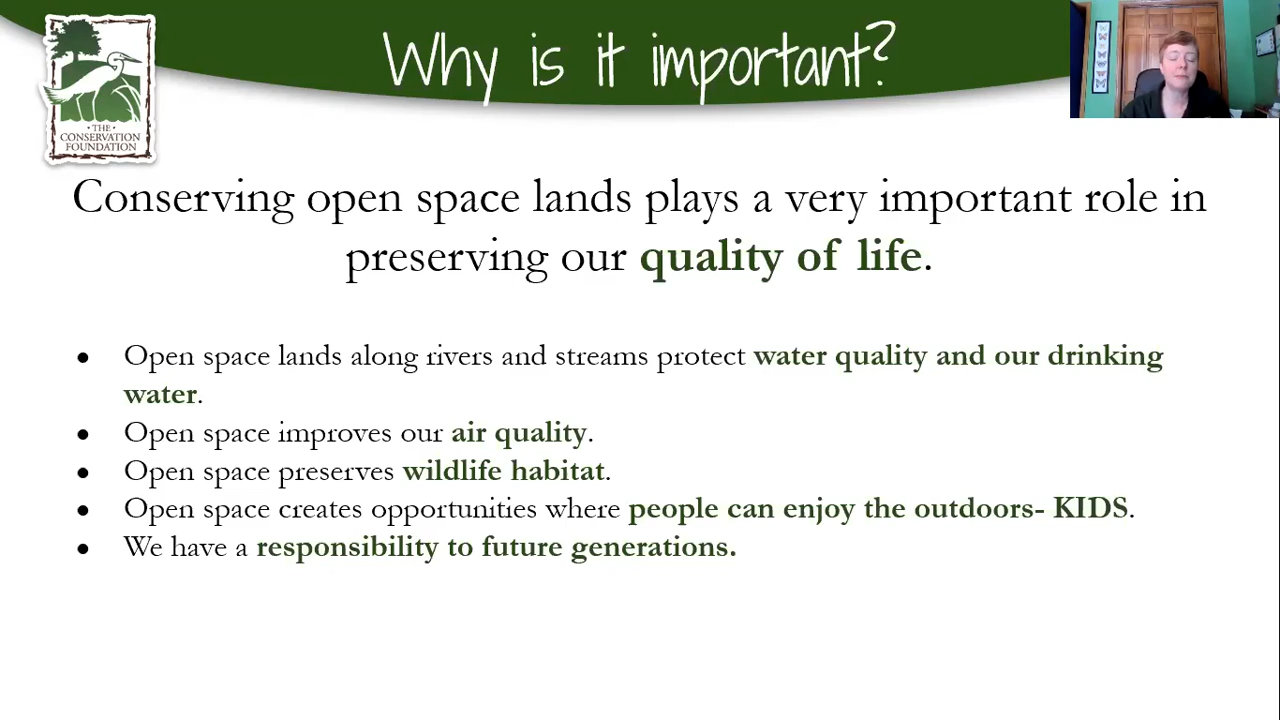 Why is it important?
· THE ·
CONSERVATION
FOUNDATION
Conserving open space lands plays a very important role in
preserving our quality of life.
● Open space lands along rivers and streams protect water quality and our drinking
water.
● Open space improves our air quality.
● Open space preserves wildlife habitat.
● Open space creates opportunities where people can enjoy the outdoors- KIDS.
● We have a responsibility to future generations.